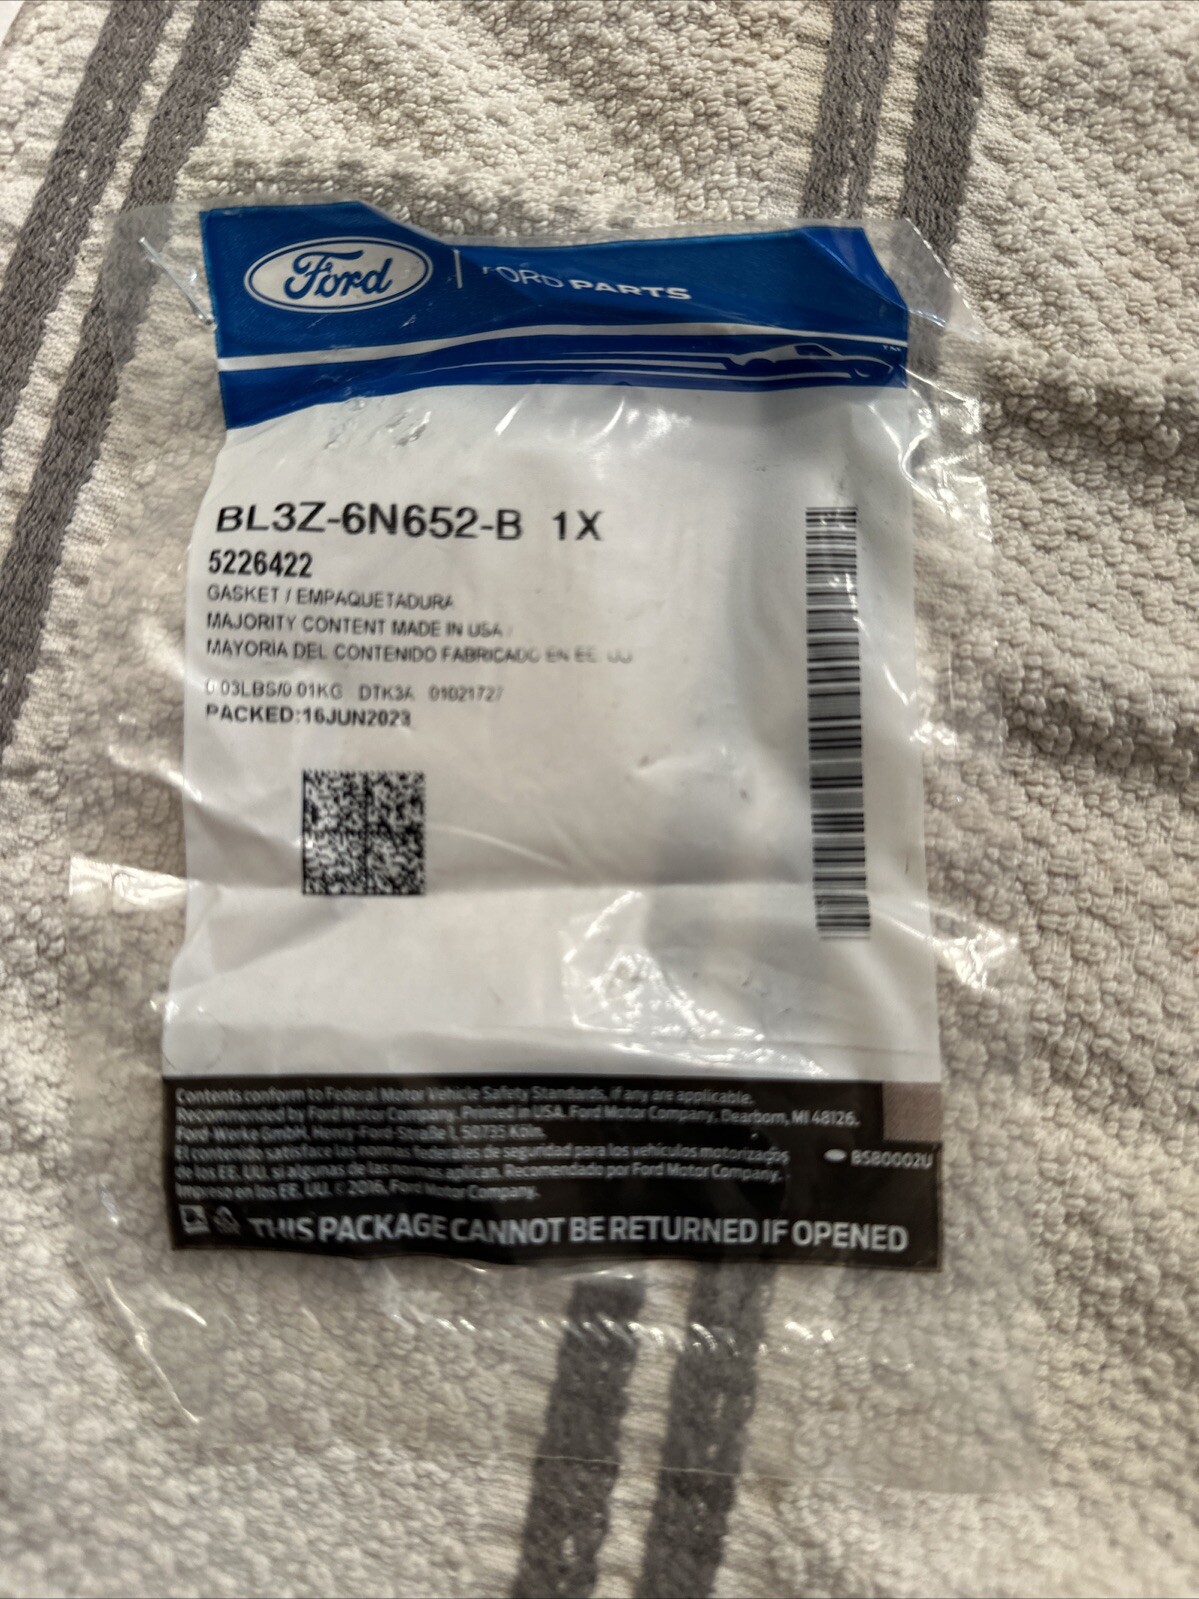 Ford
FORD PARTS
™
BL3Z-6N652-B 1X
5226422
GASKET / EMPAQUETADURA
MAJORITY CONTENT MADE IN USA /
MAYORIA DEL CONTENIDO FABRICADO EN EE. UU.
0.03LBS/0.01KG DTK3A 01021727
PACKED:16JUN2023
Contents conform to Federal Motor Vehicle Safety Standards, if any are applicable.
Recommended by Ford Motor Company. Printed in USA. Ford Motor Company, Dearborn, MI 48126.
Ford-Werke GmbH, Henry-Ford-Straße 1, 50735 Köln.
El contenido satisface las normas federales de seguridad para los vehículos motorizados
de los EE. UU. si algunas de las normas aplican. Recomendado por Ford Motor Company.
Impreso en los EE. UU. © 2016, Ford Motor Company.
BSB0002U
THIS PACKAGE CANNOT BE RETURNED IF OPENED